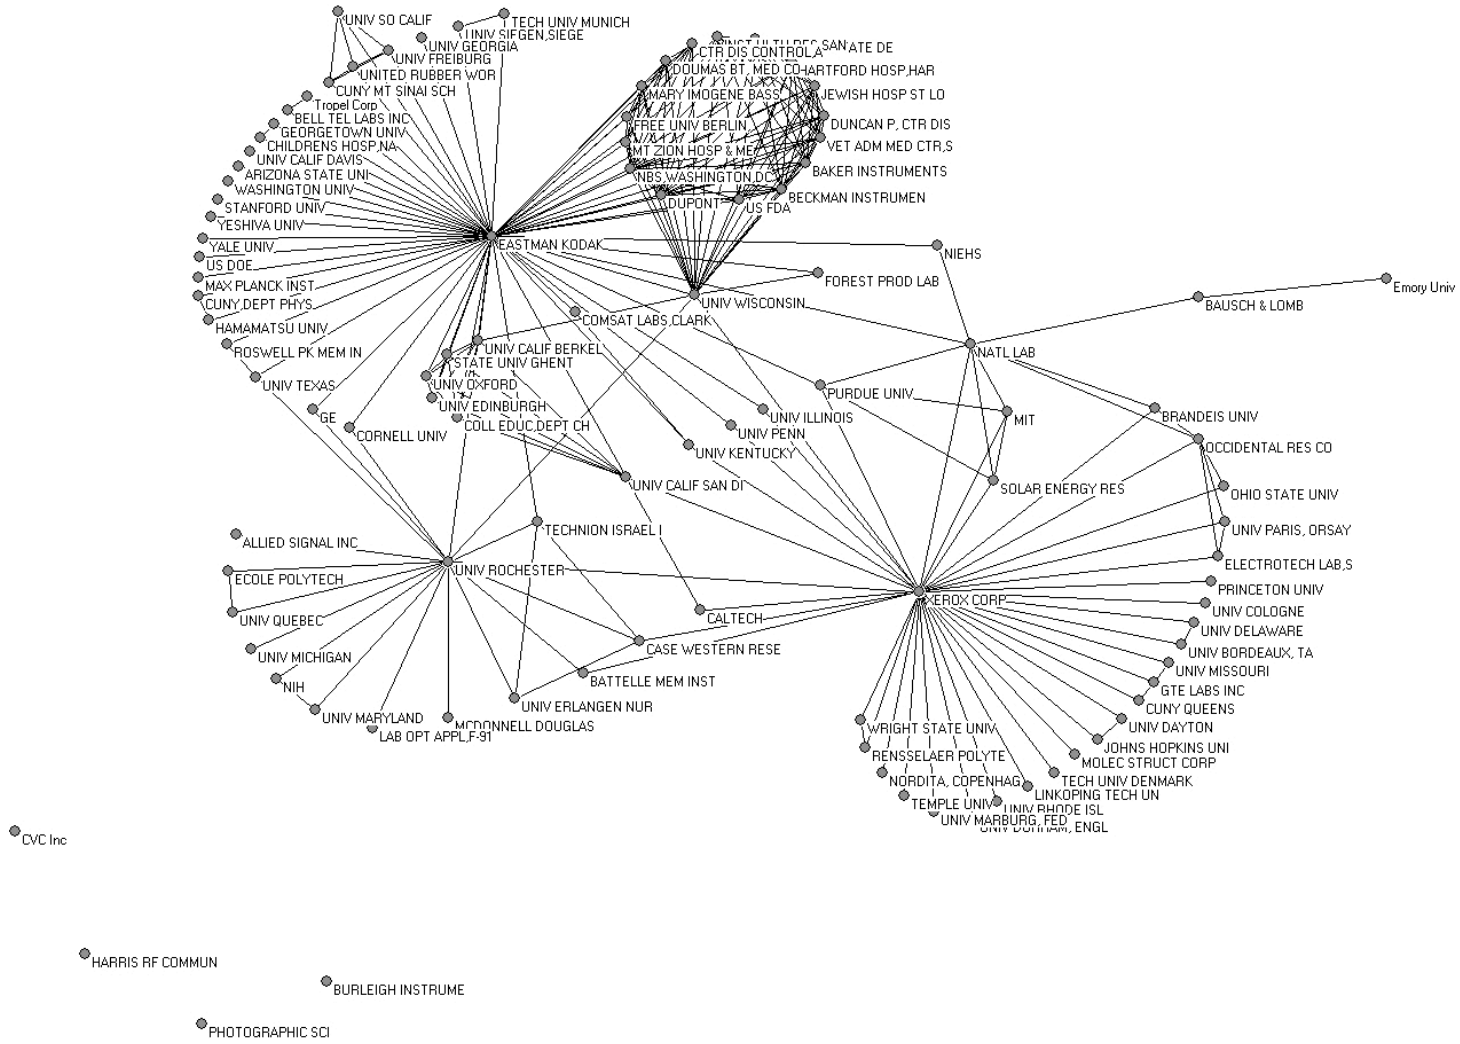 UNIV SO CALIF
TECH UNIV MUNICH
UNIV SIEGEN,SIEGE
UNIV GEORGIA
UNIV FREIBURG
UNITED RUBBER WOR
CUNY MT SINAI SCH
Tropel Corp
BELL TEL LABS INC
GEORGETOWN UNIV
CHILDRENS HOSP,NA
UNIV CALIF DAVIS
ARIZONA STATE UNI
WASHINGTON UNIV
STANFORD UNIV
YESHIVA UNIV
YALE UNIV
US DOE
MAX PLANCK INST
CUNY,DEPT PHYS
HAMAMATSU UNIV
ROSWELL PK MEM IN
UNIV TEXAS
GE
CORNELL UNIV
ATE DE
CTR DIS CONTROL,A
DOUMAS BT, MED CO
HARTFORD HOSP,HAR
MARY IMOGENE BASS
JEWISH HOSP ST LO
FREE UNIV BERLIN
DUNCAN P, CTR DIS
MT ZION HOSP & ME
VET ADM MED CTR,S
NBS,WASHINGTON,DC
BAKER INSTRUMENTS
DUPONT
US FDA
BECKMAN INSTRUMEN
EASTMAN KODAK
NIEHS
FOREST PROD LAB
UNIV WISCONSIN
COMSAT LABS,CLARK
BAUSCH & LOMB
Emory Univ
UNIV CALIF BERKEL
STATE UNIV GHENT
UNIV OXFORD
UNIV EDINBURGH
COLL EDUC,DEPT CH
NATL LAB
PURDUE UNIV
MIT
UNIV ILLINOIS
UNIV PENN
UNIV KENTUCKY
UNIV CALIF SAN DI
BRANDEIS UNIV
OCCIDENTAL RES CO
SOLAR ENERGY RES
OHIO STATE UNIV
UNIV PARIS, ORSAY
ELECTROTECH LAB,S
TECHNION ISRAEL I
ALLIED SIGNAL INC
ECOLE POLYTECH
UNIV ROCHESTER
UNIV QUEBEC
UNIV MICHIGAN
NIH
UNIV MARYLAND
LAB OPT APPL,F-91
MCDONNELL DOUGLAS
UNIV ERLANGEN NUR
BATTELLE MEM INST
CASE WESTERN RESE
CALTECH
XEROX CORP
PRINCETON UNIV
UNIV COLOGNE
UNIV DELAWARE
UNIV BORDEAUX, TA
UNIV MISSOURI
GTE LABS INC
CUNY QUEENS
UNIV DAYTON
JOHNS HOPKINS UNI
MOLEC STRUCT CORP
TECH UNIV DENMARK
LINKOPING TECH UN
WRIGHT STATE UNIV
RENSSELAER POLYTE
NORDITA, COPENHAG
TEMPLE UNIV
UNIV RHODE ISL
UNIV MARBURG, FED
UNIV DURHAM, ENGL
CVC Inc
HARRIS RF COMMUN
BURLEIGH INSTRUME
PHOTOGRAPHIC SCI